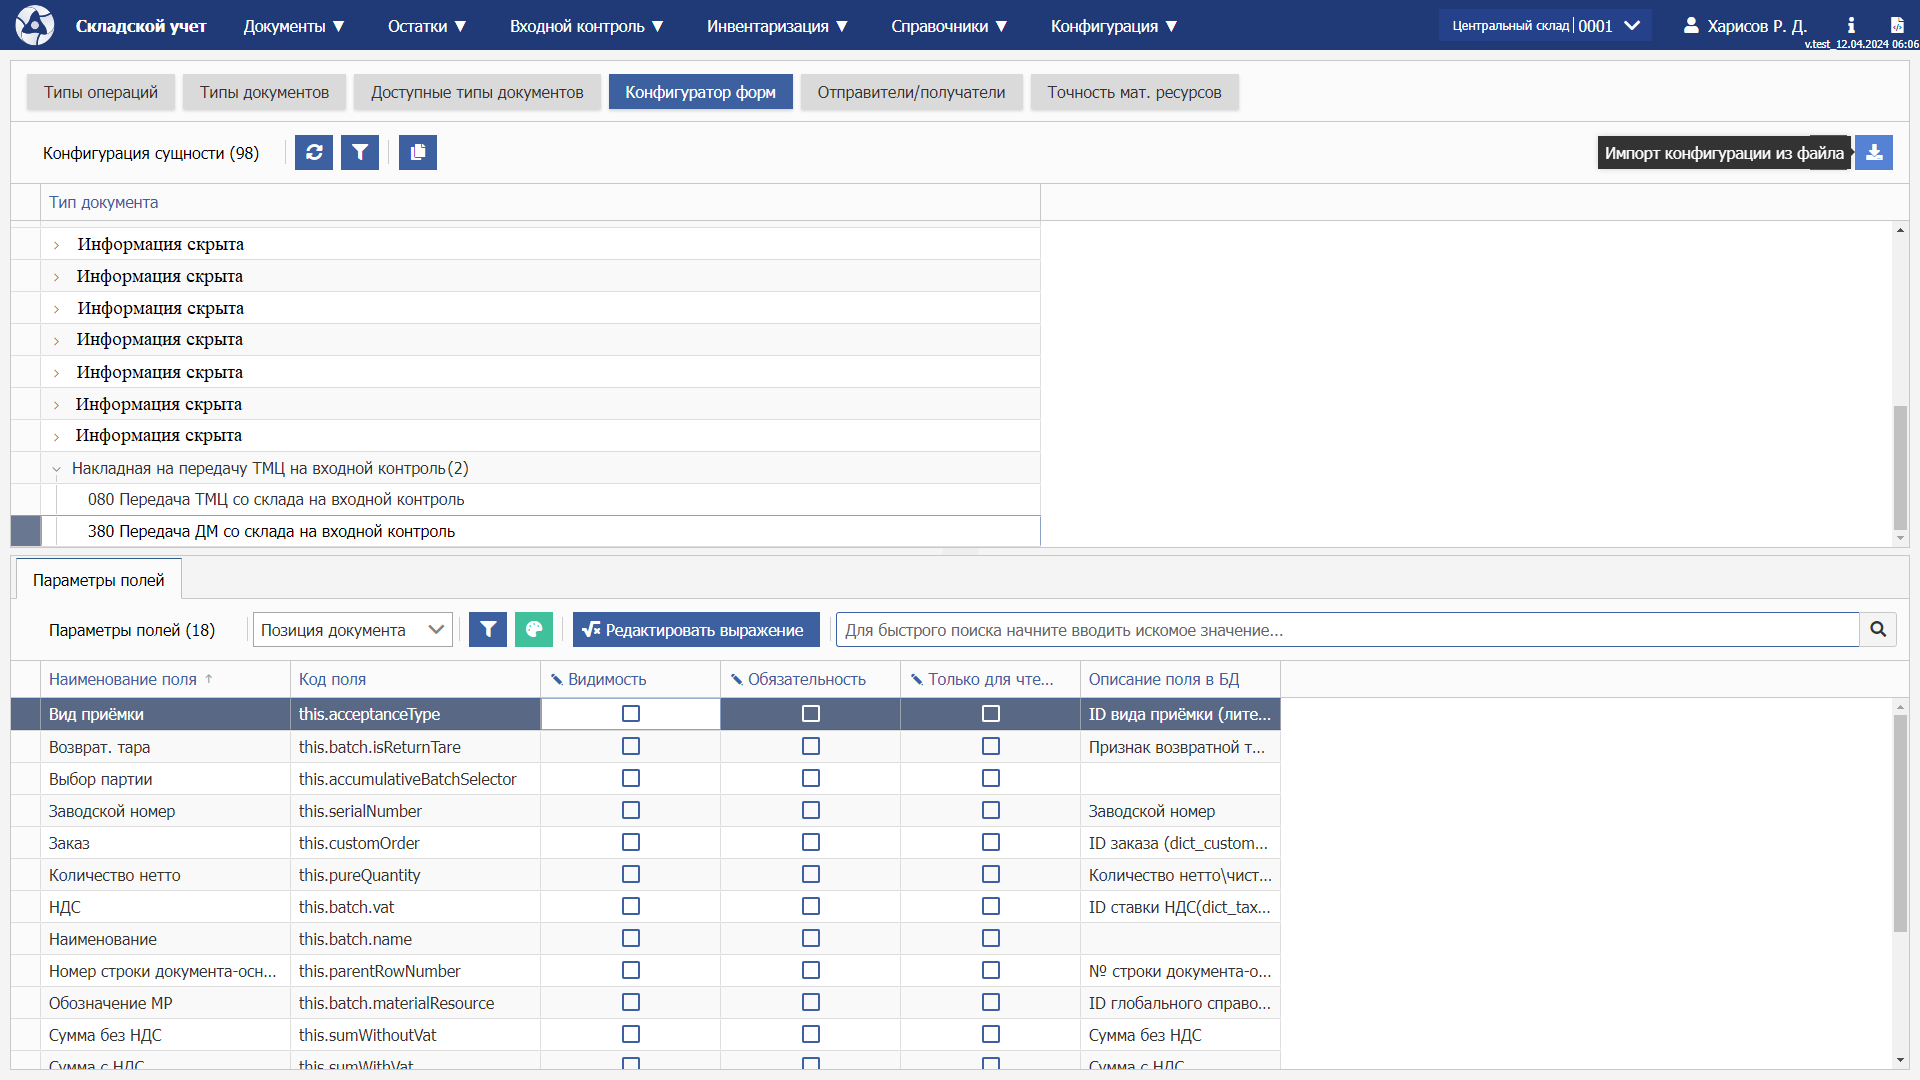 Складской учет Документы ▼ Остатки ▼ Входной контроль ▼ Инвентаризация ▼ Справочники ▼ Конфигурация ▼ Центральный склад | 0001 Харисов Р. Д.
v.test_12.04.2024 06:06
Типы операций Типы документов Доступные типы документов Конфигуратор форм Отправители/получатели Точность мат. ресурсов
Конфигурация сущности (98) Импорт конфигурации из файла
Тип документа
Информация скрыта
Информация скрыта
Информация скрыта
Информация скрыта
Информация скрыта
Информация скрыта
Информация скрыта
Накладная на передачу ТМЦ на входной контроль(2)
080 Передача ТМЦ со склада на входной контроль
380 Передача ДМ со склада на входной контроль
Параметры полей
Параметры полей (18) Позиция документа Редактировать выражение Для быстрого поиска начните вводить искомое значение...
Наименование поля ↑ Код поля Видимость Обязательность Только для чте... Описание поля в БД
Вид приёмки this.acceptanceType ID вида приёмки (лите...
Возврат. тара this.batch.isReturnTare Признак возвратной т...
Выбор партии this.accumulativeBatchSelector
Заводской номер this.serialNumber Заводской номер
Заказ this.customOrder ID заказа (dict_custom...
Количество нетто this.pureQuantity Количество нетто\чист...
НДС this.batch.vat ID ставки НДС(dict_tax...
Наименование this.batch.name
Номер строки документа-осн... this.parentRowNumber № строки документа-о...
Обозначение МР this.batch.materialResource ID глобального справо...
Сумма без НДС this.sumWithoutVat Сумма без НДС
Сумма с НДС this.sumWithVat Сумма с НДС